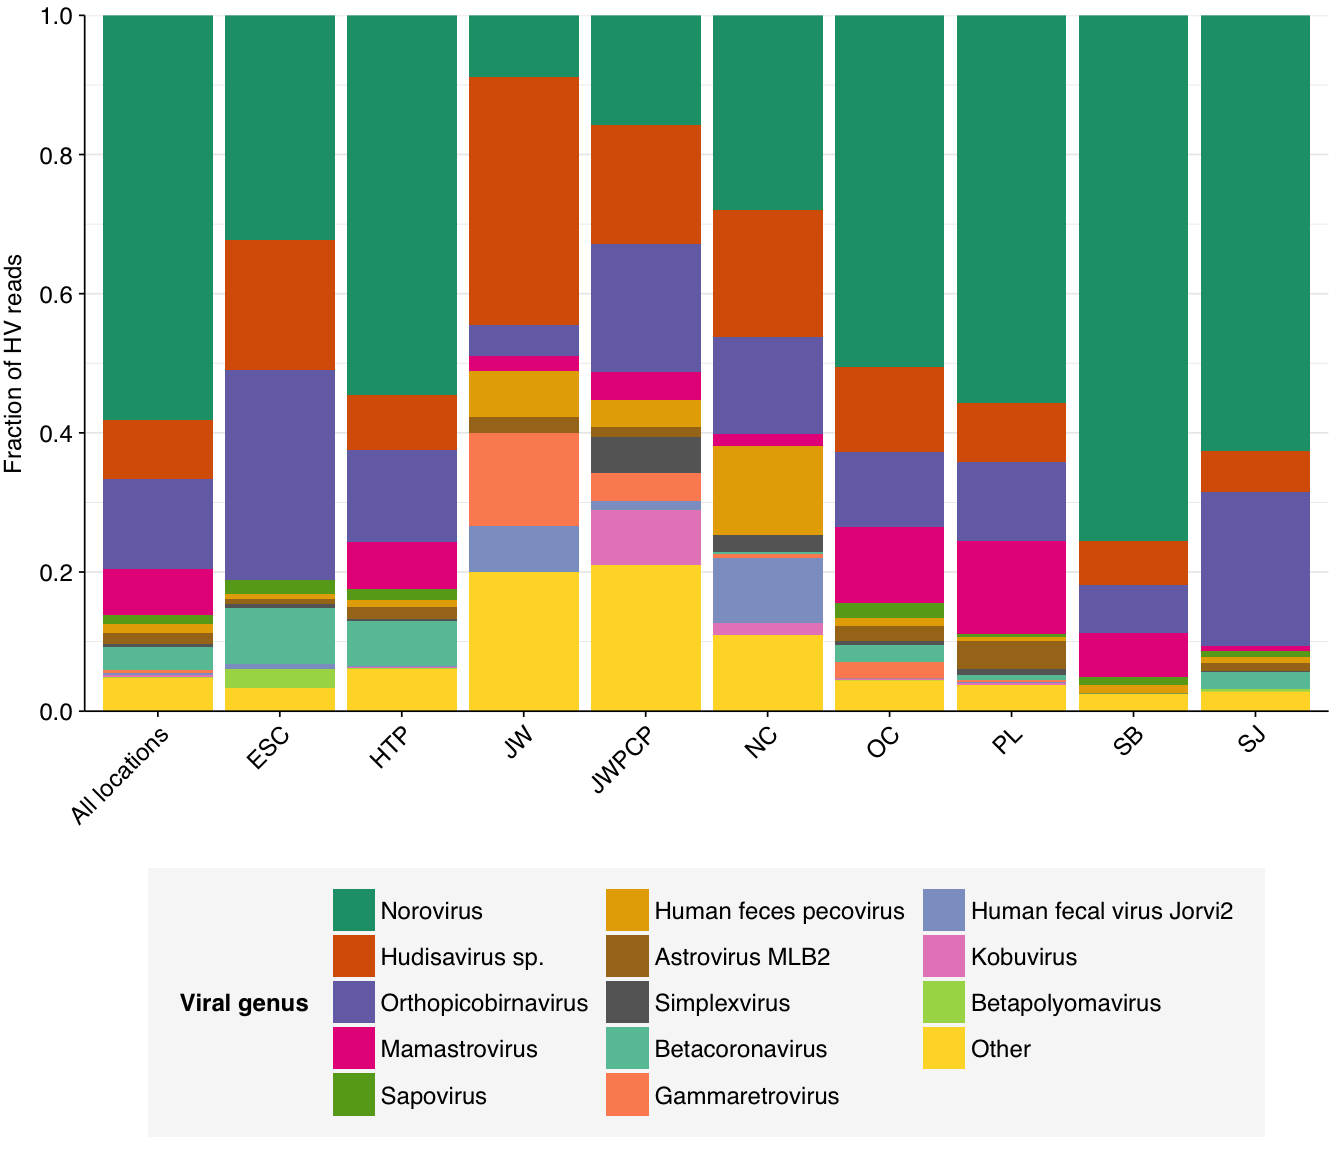 Fraction of HV reads
1.0
0.8
0.6
0.4
0.2
0.0
All locations
ESC
HTP
JW
JWPCP
NC
OC
PL
SB
SJ
Viral genus
Norovirus
Hudisavirus sp.
Orthopicobirnavirus
Mamastrovirus
Sapovirus
Human feces pecovirus
Astrovirus MLB2
Simplexvirus
Betacoronavirus
Gammaretrovirus
Human fecal virus Jorvi2
Kobuvirus
Betapolyomavirus
Other